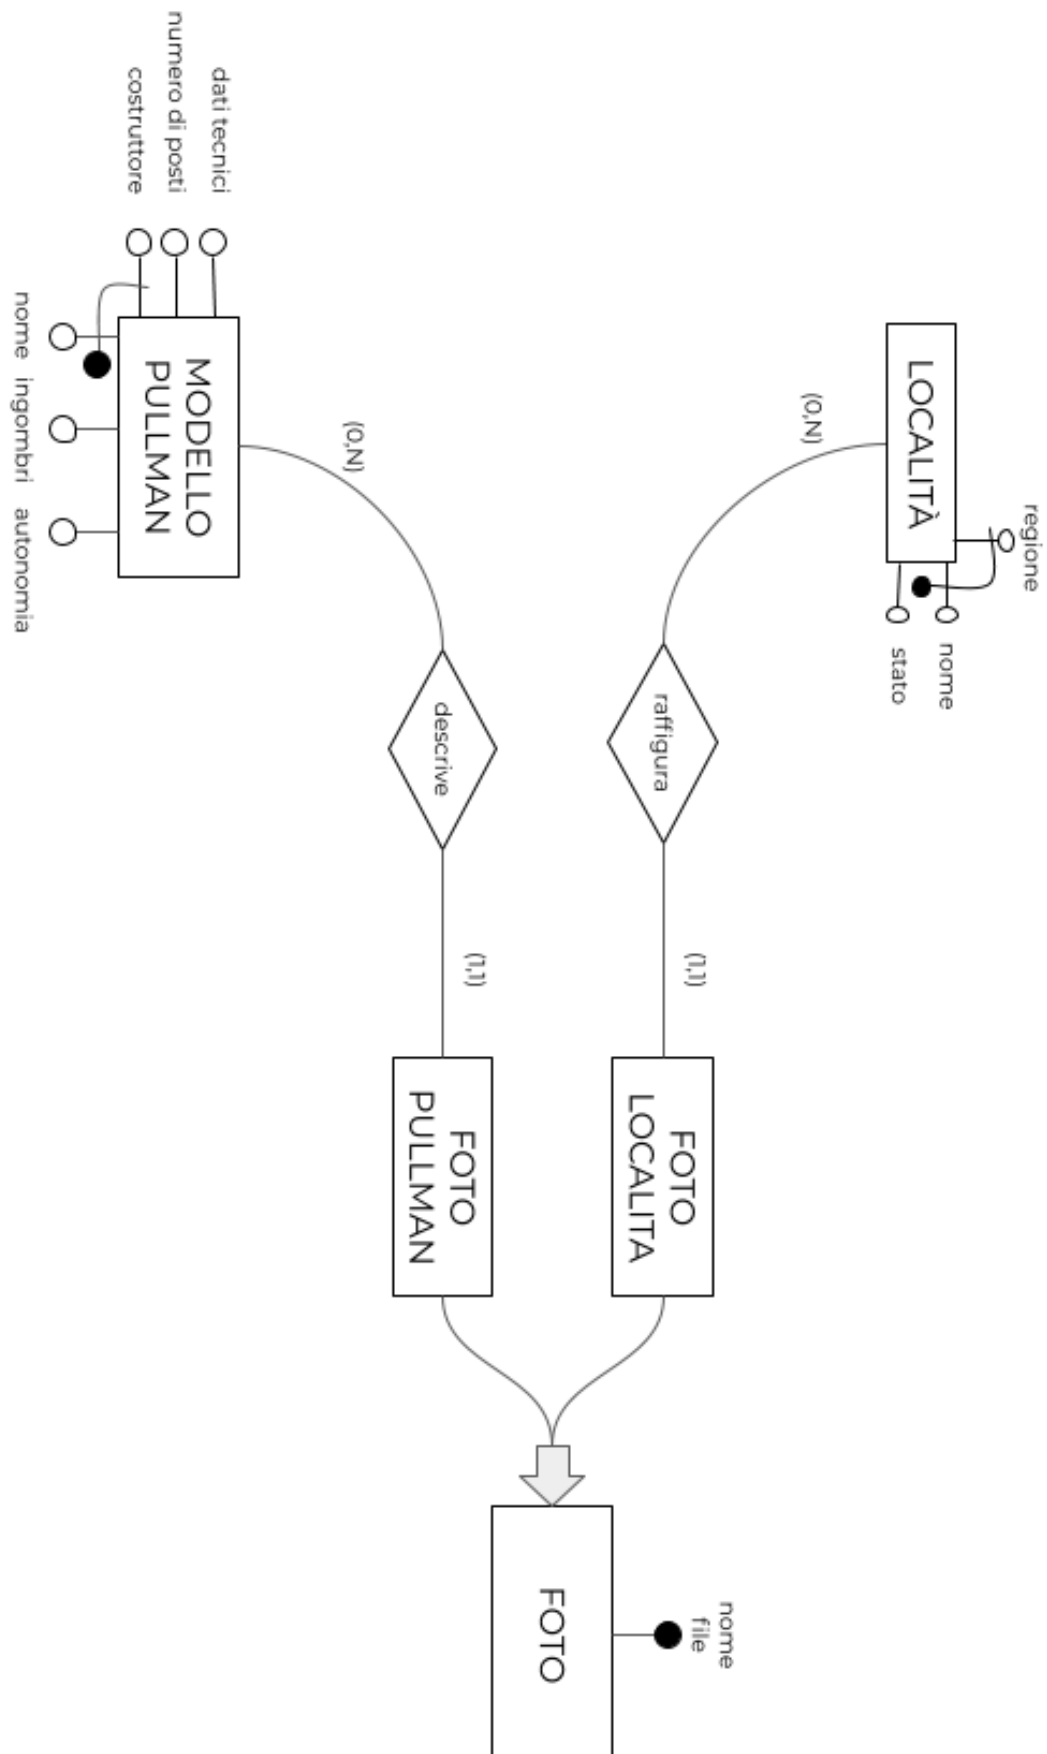 regione
nome
stato
LOCALITÀ
(0,N)
raffigura
(1,1)
FOTO
LOCALITA
nome
file
FOTO
dati tecnici
numero di posti
costruttore
MODELLO
PULLMAN
(0,N)
descrive
(1,1)
FOTO
PULLMAN
nome ingombri autonomia